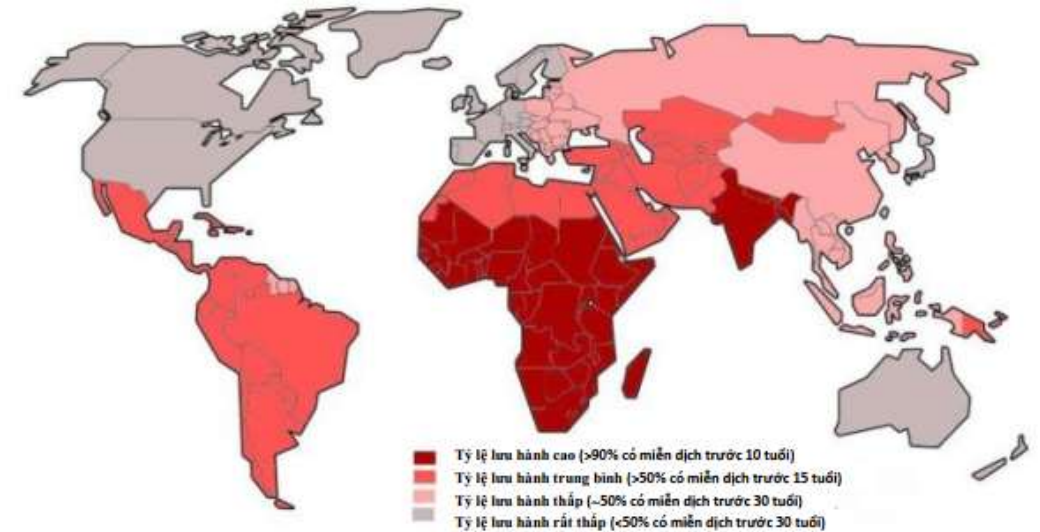 Tỷ lệ lưu hành cao (>90% có miễn dịch trước 10 tuổi)
Tỷ lệ lưu hành trung bình (>50% có miễn dịch trước 15 tuổi)
Tỷ lệ lưu hành thấp (~50% có miễn dịch trước 30 tuổi)
Tỷ lệ lưu hành rất thấp (<50% có miễn dịch trước 30 tuổi)